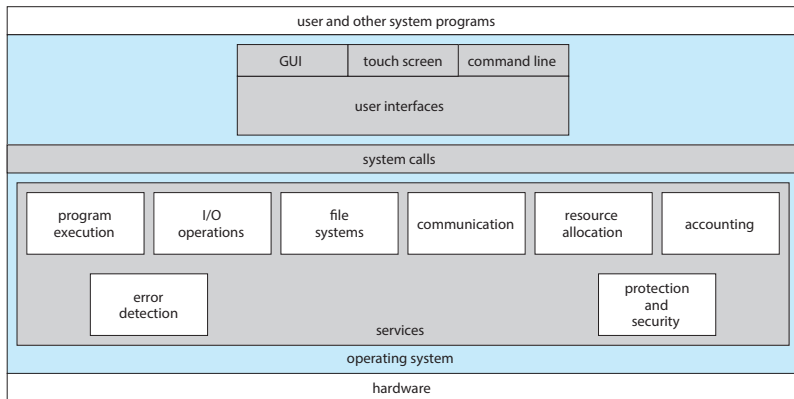 user and other system programs
GUI
touch screen
command line
user interfaces
system calls
program
execution
I/O
operations
file
systems
communication
resource
allocation
accounting
error
detection
protection
and
security
services
operating system
hardware